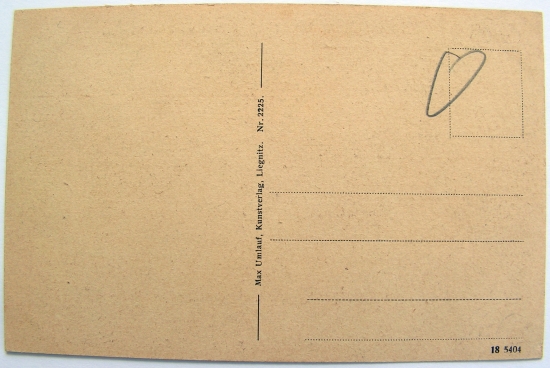 Max Umlauf, Kunstverlag, Liegnitz. Nr. 2225.
18 5404